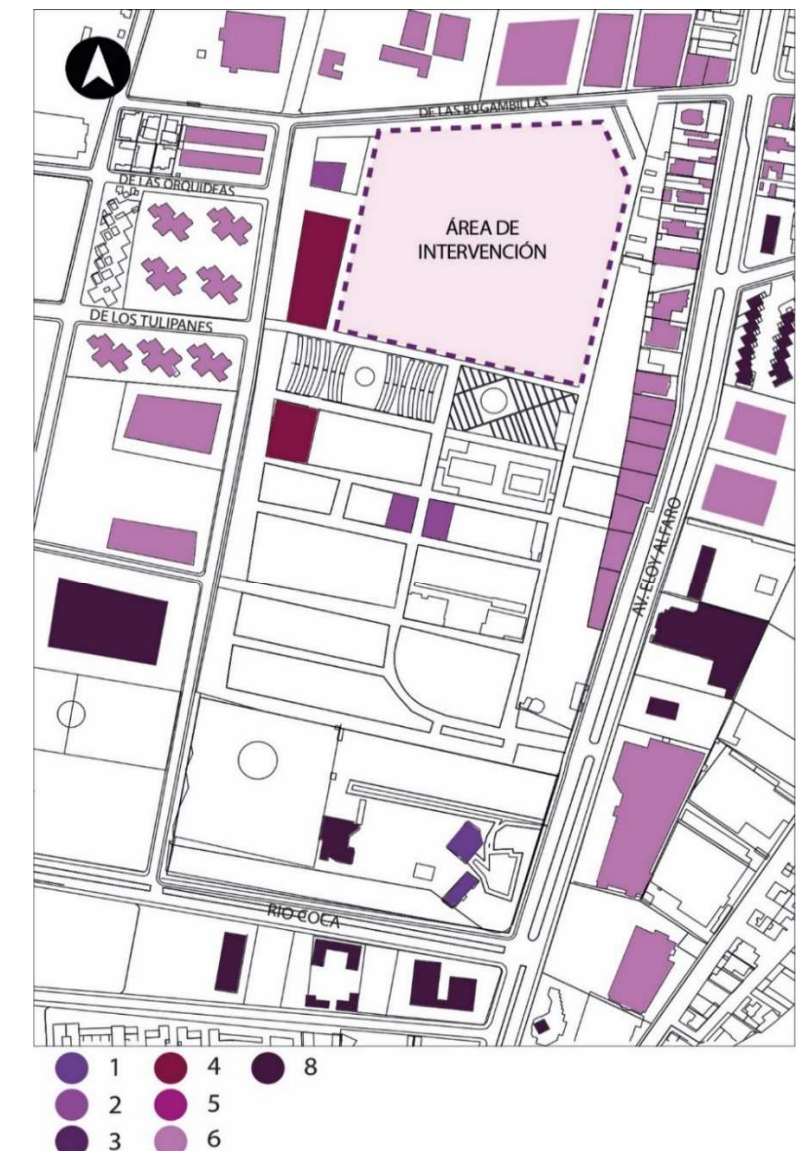 DE LAS BUGAMBILLAS
DE LAS ORQUIDEAS
ÁREA DE
INTERVENCIÓN
DE LOS TULIPANES
AV. ELOY ALFARO
RIO COCA
1
4
8
2
5
3
6